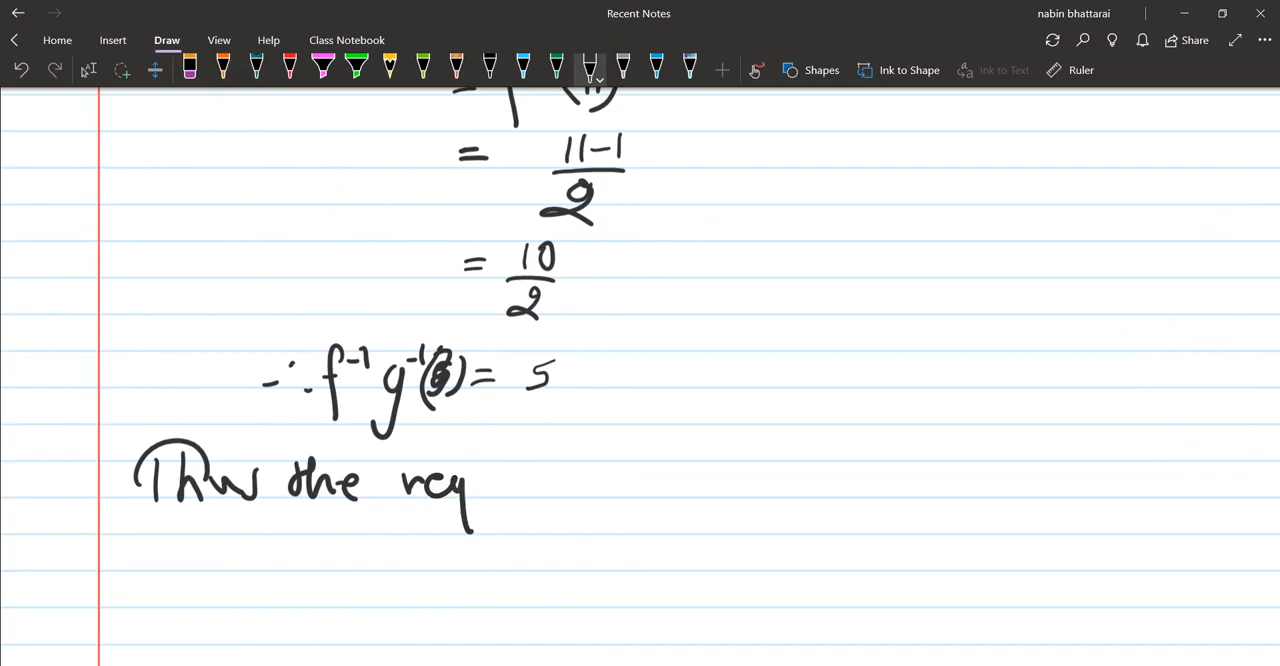 Recent Notes
nabin bhattarai
Home Insert Draw View Help Class Notebook
Share
Shapes Ink to Shape Ink to Text Ruler
= f (11)
= 11-1
2
= 10
2
∴ f⁻¹ g⁻¹( ) = 5
Thus the req